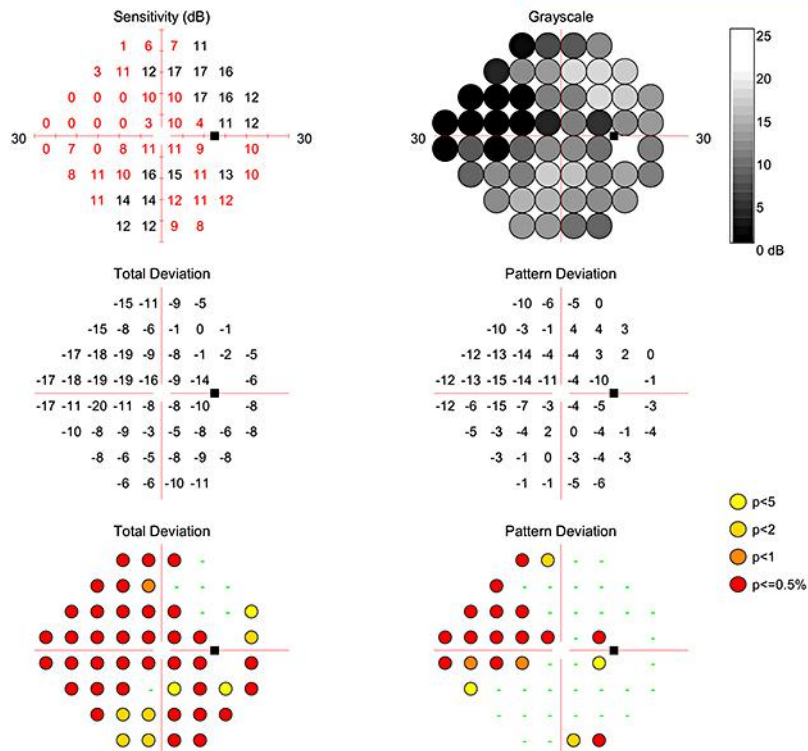 Sensitivity (dB)
1 6 7 11
3 11 12 17 17 16
0 0 0 10 10 17 16 12
0 0 0 0 3 10 4 11 12
30 30
0 7 0 8 11 11 9 10
8 11 10 16 15 11 13 10
11 14 14 12 11 12
12 12 9 8
Grayscale
30 30
25
20
15
10
5
0 dB
Total Deviation
-15 -11 -9 -5
-15 -8 -6 -1 0 -1
-17 -18 -19 -9 -8 -1 -2 -5
-17 -18 -19 -19 -16 -9 -14 -6
-17 -11 -20 -11 -8 -8 -10 -8
-10 -8 -9 -3 -5 -8 -6 -8
-8 -6 -5 -8 -9 -8
-6 -6 -10 -11
Pattern Deviation
-10 -6 -5 0
-10 -3 -1 4 4 3
-12 -13 -14 -4 -4 3 2 0
-12 -13 -15 -14 -11 -4 -10 -1
-12 -6 -15 -7 -3 -4 -5 -3
-5 -3 -4 2 0 -4 -1 -4
-3 -1 0 -3 -4 -3
-1 -1 -5 -6
Total Deviation
Pattern Deviation
p<5
p<2
p<1
p<=0.5%